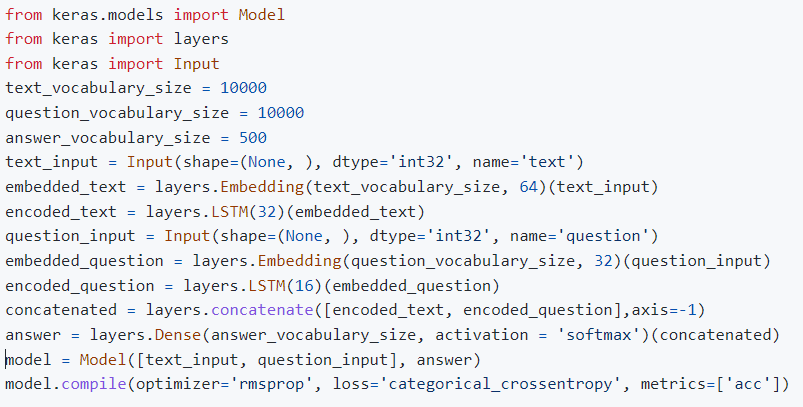 from keras.models import Model
from keras import layers
from keras import Input
text_vocabulary_size = 10000
question_vocabulary_size = 10000
answer_vocabulary_size = 500
text_input = Input(shape=(None, ), dtype='int32', name='text')
embedded_text = layers.Embedding(text_vocabulary_size, 64)(text_input)
encoded_text = layers.LSTM(32)(embedded_text)
question_input = Input(shape=(None, ), dtype='int32', name='question')
embedded_question = layers.Embedding(question_vocabulary_size, 32)(question_input)
encoded_question = layers.LSTM(16)(embedded_question)
concatenated = layers.concatenate([encoded_text, encoded_question],axis=-1)
answer = layers.Dense(answer_vocabulary_size, activation = 'softmax')(concatenated)
model = Model([text_input, question_input], answer)
model.compile(optimizer='rmsprop', loss='categorical_crossentropy', metrics=['acc'])